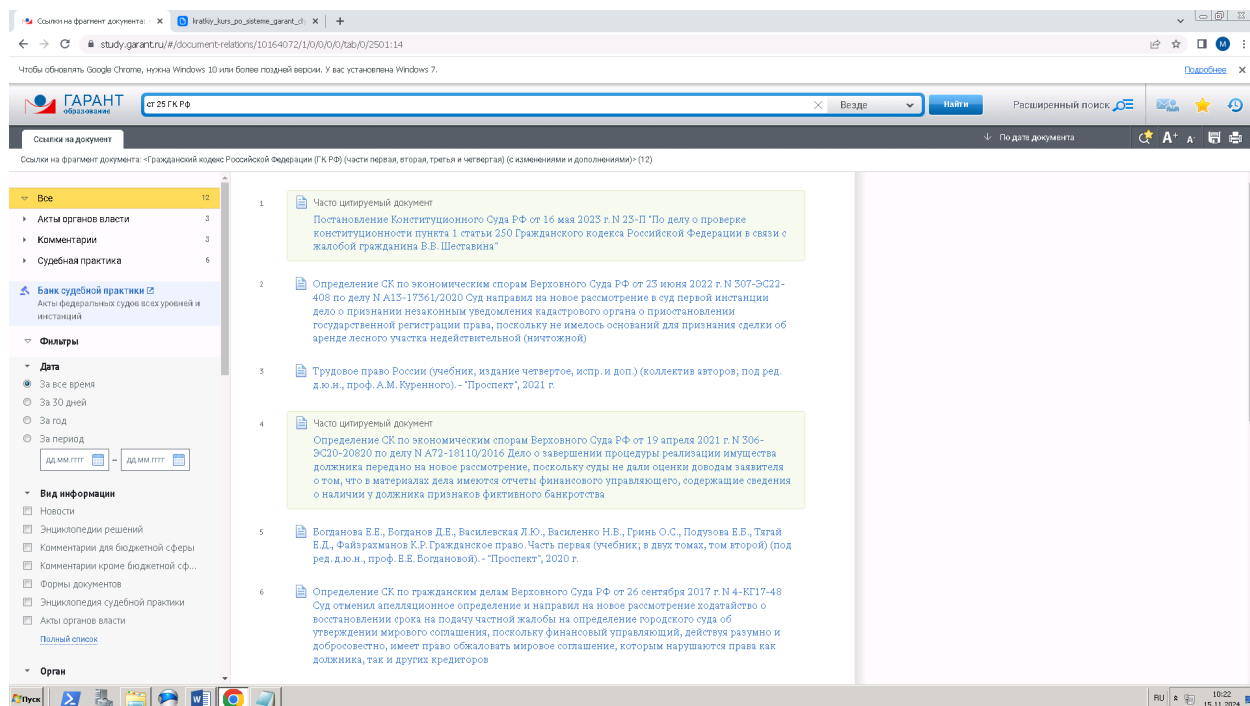 Ссылки на фрагмент документа:
kratkiy_kurs_po_sisteme_garant_dl
study.garant.ru/#/document-relations/10164072/1/0/0/0/0/tab/0/2501:14
M
Чтобы обновлять Google Chrome, нужна Windows 10 или более поздней версии. У вас установлена Windows 7.
Подробнее
ГАРАНТ
образование
ст 25 ГК РФ
Везде
Найти
Расширенный поиск
Ссылки на документ
По дате документа
A+
A-
Ссылки на фрагмент документа: <Гражданский кодекс Российской Федерации (ГК РФ) (части первая, вторая, третья и четвертая) (с изменениями и дополнениями)> (12)
Все 12
Акты органов власти 3
Комментарии 3
Судебная практика 6
Банк судебной практики
Акты федеральных судов всех уровней и
инстанций
Фильтры
Дата
За все время
За 30 дней
За год
За период
дд.мм.гггг – дд.мм.гггг
Вид информации
Новости
Энциклопедии решений
Комментарии для бюджетной сферы
Комментарии кроме бюджетной сф...
Формы документов
Энциклопедия судебной практики
Акты органов власти
Полный список
Орган
1 Часто цитируемый документ
Постановление Конституционного Суда РФ от 16 мая 2023 г. N 23-П "По делу о проверке
конституционности пункта 1 статьи 250 Гражданского кодекса Российской Федерации в связи с
жалобой гражданина В.В. Шеставина"
2 Определение СК по экономическим спорам Верховного Суда РФ от 23 июня 2022 г. N 307-ЭС22-
408 по делу N А13-17361/2020 Суд направил на новое рассмотрение в суд первой инстанции
дело о признании незаконным уведомления кадастрового органа о приостановлении
государственной регистрации права, поскольку не имелось оснований для признания сделки об
аренде лесного участка недействительной (ничтожной)
3 Трудовое право России (учебник, издание четвертое, испр. и доп.) (коллектив авторов; под ред.
д.ю.н., проф. А.М. Куренного). - "Проспект", 2021 г.
4 Часто цитируемый документ
Определение СК по экономическим спорам Верховного Суда РФ от 19 апреля 2021 г. N 306-
ЭС20-20820 по делу N А72-18110/2016 Дело о завершении процедуры реализации имущества
должника передано на новое рассмотрение, поскольку суды не дали оценки доводам заявителя
о том, что в материалах дела имеются отчеты финансового управляющего, содержащие сведения
о наличии у должника признаков фиктивного банкротства
5 Богданова Е.Е., Богданов Д.Е., Василевская Л.Ю., Василенко Н.В., Гринь О.С., Подузова Е.Б., Тягай
Е.Д., Файзрахманов К.Р. Гражданское право. Часть первая (учебник; в двух томах, том второй) (под
ред. д.ю.н., проф. Е.Е. Богдановой). - "Проспект", 2020 г.
6 Определение СК по гражданским делам Верховного Суда РФ от 26 сентября 2017 г. N 4-КГ17-48
Суд отменил апелляционное определение и направил на новое рассмотрение ходатайство о
восстановлении срока на подачу частной жалобы на определение городского суда об
утверждении мирового соглашения, поскольку финансовый управляющий, действуя разумно и
добросовестно, имеет право обжаловать мировое соглашение, которым нарушаются права как
должника, так и других кредиторов
Пуск
RU
10:22
15.11.2024